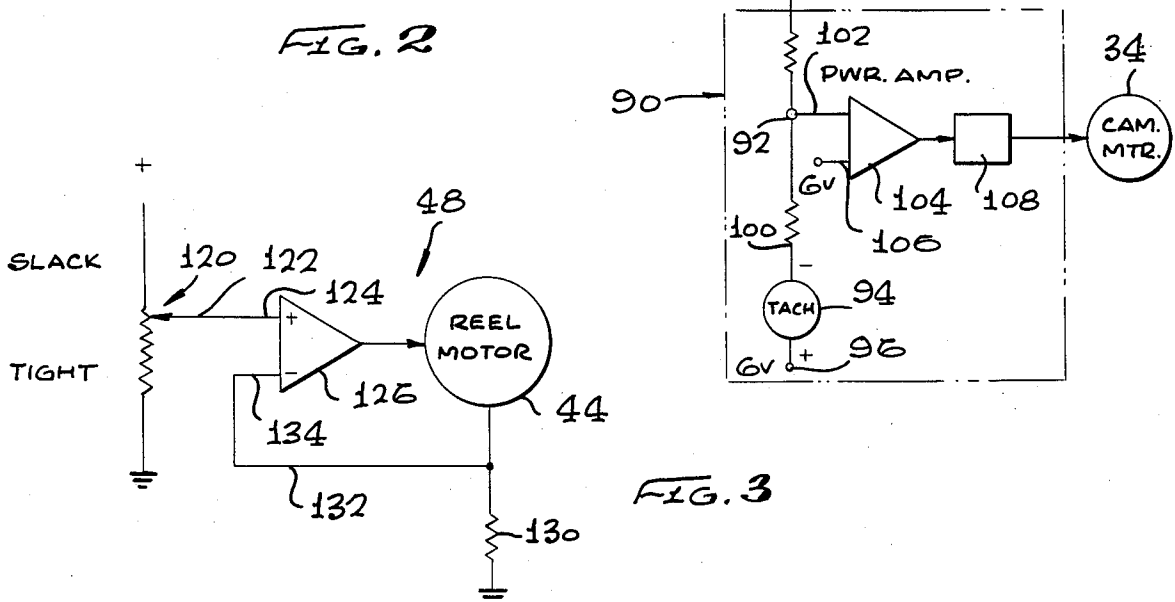 FIG. 2
102
PWR. AMP.
34
90
92
CAM.
MTR.
6V
104
108
106
100
48
+
SLACK
120
122
124
+
REEL
MOTOR
−
TACH
94
TIGHT
−
126
6V
+
96
44
134
132
FIG. 3
130